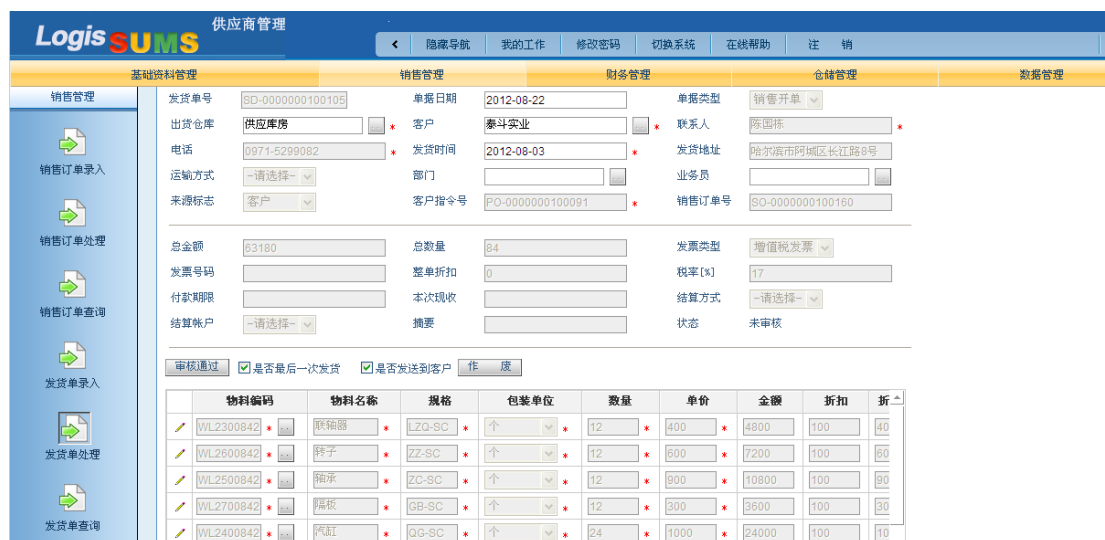 Logis SUMS 供应商管理
隐藏导航 我的工作 修改密码 切换系统 在线帮助 注 销
基础资料管理 销售管理 财务管理 仓储管理 数据管理
销售管理
销售订单录入
销售订单处理
销售订单查询
发货单录入
发货单处理
发货单查询
发货单号 SD-0000000100105 单据日期 2012-08-22 单据类型 销售开单
出货仓库 供应库房 * 客户 泰斗实业 * 联系人 陈国栋 *
电话 0971-5299082 * 发货时间 2012-08-03 * 发货地址 哈尔滨市阿城区长江路8号
运输方式 -请选择- 部门 业务员
来源标志 客户 客户指令号 PO-0000000100091 * 销售订单号 SO-0000000100160
总金额 63180 总数量 84 发票类型 增值税发票
发票号码 整单折扣 0 税率[%] 17
付款期限 本次现收 结算方式 -请选择-
结算帐户 -请选择- 摘要 状态 未审核
审核通过 是否最后一次发货 是否发送到客户 作 废
物料编码 物料名称 规格 包装单位 数量 单价 金额 折扣 折
WL2300842 * 联轴器 * LZQ-SC * 个 * 12 * 400 * 4800 100 40
WL2600842 * 转子 * ZZ-SC * 个 * 12 * 600 * 7200 100 60
WL2500842 * 轴承 * ZC-SC * 个 * 12 * 900 * 10800 100 90
WL2700842 * 隔板 * GB-SC * 个 * 12 * 300 * 3600 100 30
WL2400842 * 汽缸 * QG-SC * 个 * 24 * 1000 * 24000 100 10